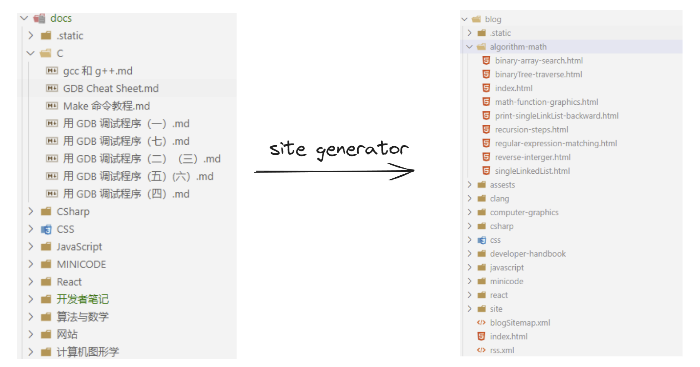 docs
.static
C
gcc 和 g++.md
GDB Cheat Sheet.md
Make 命令教程.md
用 GDB 调试程序（一）.md
用 GDB 调试程序（七）.md
用 GDB 调试程序（二）（三）.md
用 GDB 调试程序（五）(六）.md
用 GDB 调试程序（四）.md
CSharp
CSS
JavaScript
MINICODE
React
开发者笔记
算法与数学
网站
计算机图形学
site generator
blog
.static
algorithm-math
binary-array-search.html
binaryTree-traverse.html
index.html
math-function-graphics.html
print-singleLinkList-backward.html
recursion-steps.html
regular-expression-matching.html
reverse-interger.html
singleLinkedList.html
assests
clang
computer-graphics
csharp
css
developer-handbook
javascript
minicode
react
site
blogSitemap.xml
index.html
rss.xml